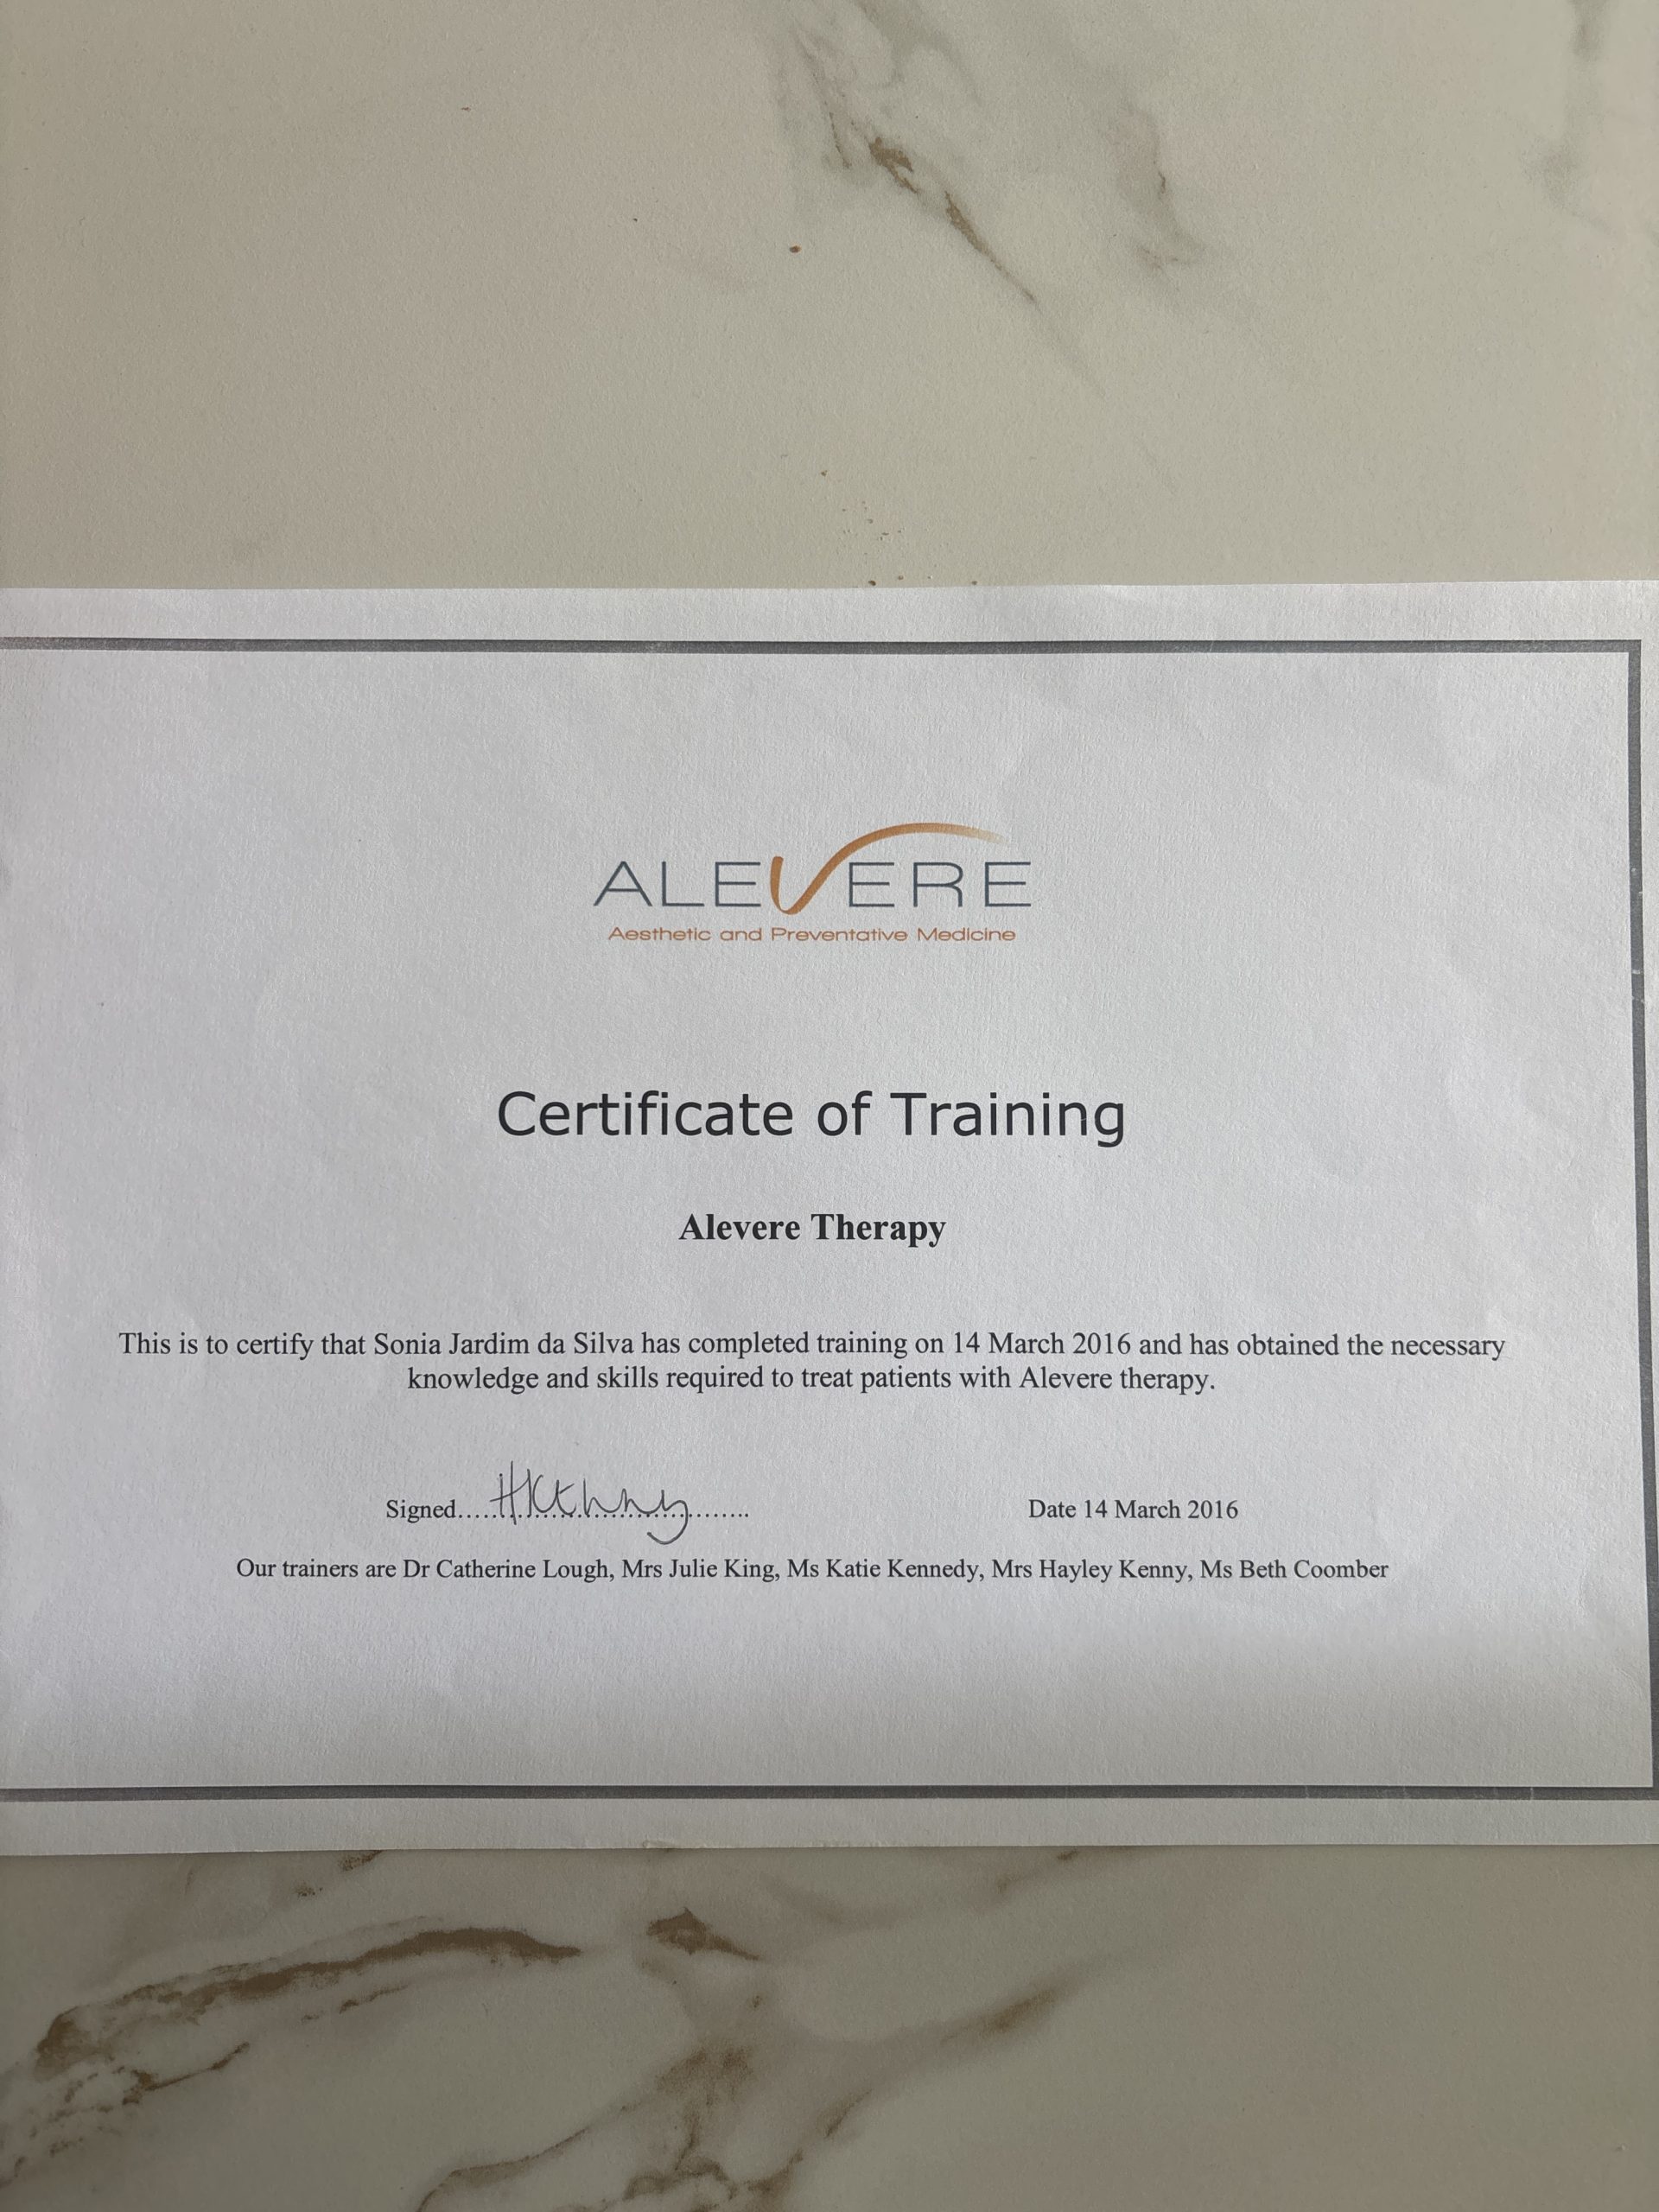 ALEVERE
Aesthetic and Preventative Medicine
Certificate of Training
Alevere Therapy
This is to certify that Sonia Jardim da Silva has completed training on 14 March 2016 and has obtained the necessary
knowledge and skills required to treat patients with Alevere therapy.
Signed.................................................. Date 14 March 2016
Our trainers are Dr Catherine Lough, Mrs Julie King, Ms Katie Kennedy, Mrs Hayley Kenny, Ms Beth Coomber